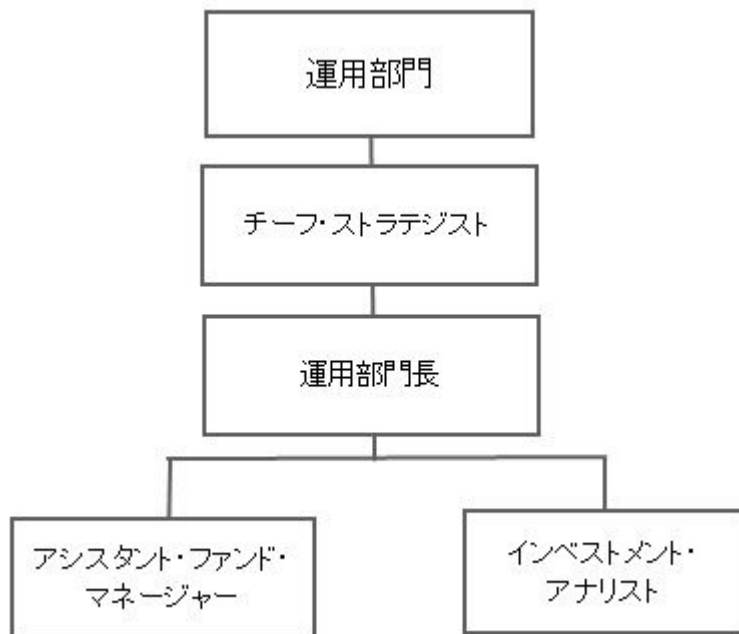 運用部門
チーフ・ストラテジスト
運用部門長
アシスタント・ファンド・
マネージャー
インベストメント・
アナリスト